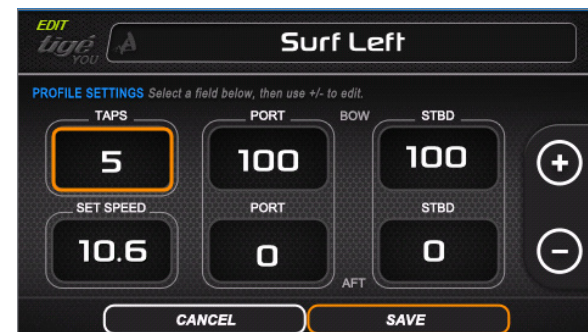 EDIT
tigé
YOU
Surf Left
PROFILE SETTINGS Select a field below, then use +/- to edit.
TAPS PORT BOW STBD
5 100 100 +
SET SPEED PORT STBD
10.6 0 0 −
AFT
CANCEL SAVE